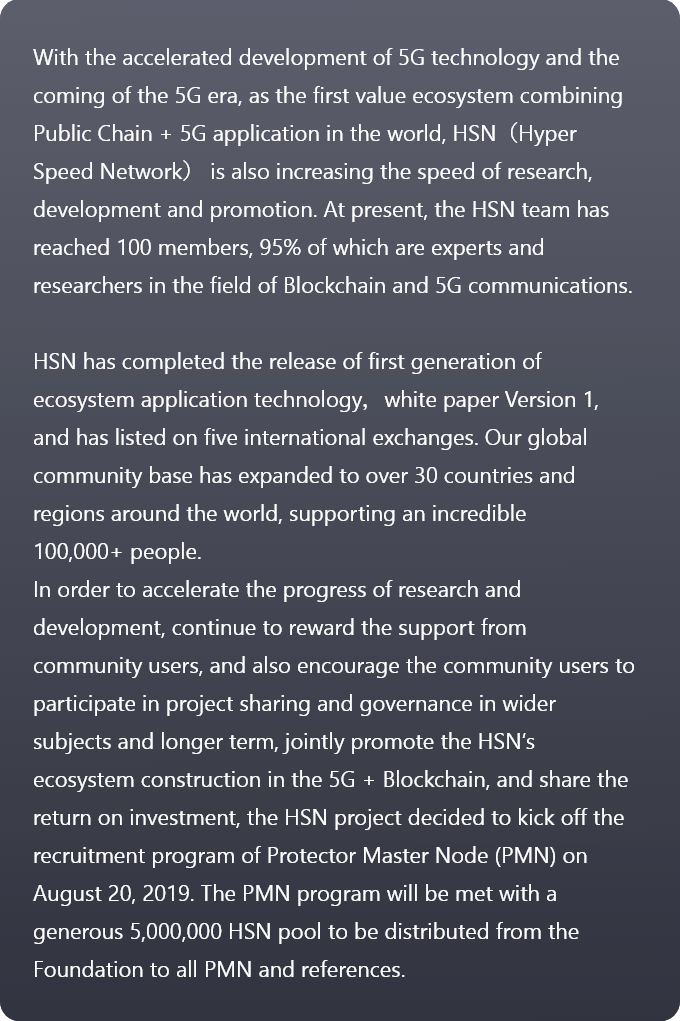 With the accelerated development of 5G technology and the
coming of the 5G era, as the first value ecosystem combining
Public Chain + 5G application in the world, HSN（Hyper
Speed Network） is also increasing the speed of research,
development and promotion. At present, the HSN team has
reached 100 members, 95% of which are experts and
researchers in the field of Blockchain and 5G communications.
HSN has completed the release of first generation of
ecosystem application technology，white paper Version 1,
and has listed on five international exchanges. Our global
community base has expanded to over 30 countries and
regions around the world, supporting an incredible
100,000+ people.
In order to accelerate the progress of research and
development, continue to reward the support from
community users, and also encourage the community users to
participate in project sharing and governance in wider
subjects and longer term, jointly promote the HSN‘s
ecosystem construction in the 5G + Blockchain, and share the
return on investment, the HSN project decided to kick off the
recruitment program of Protector Master Node (PMN) on
August 20, 2019. The PMN program will be met with a
generous 5,000,000 HSN pool to be distributed from the
Foundation to all PMN and references.